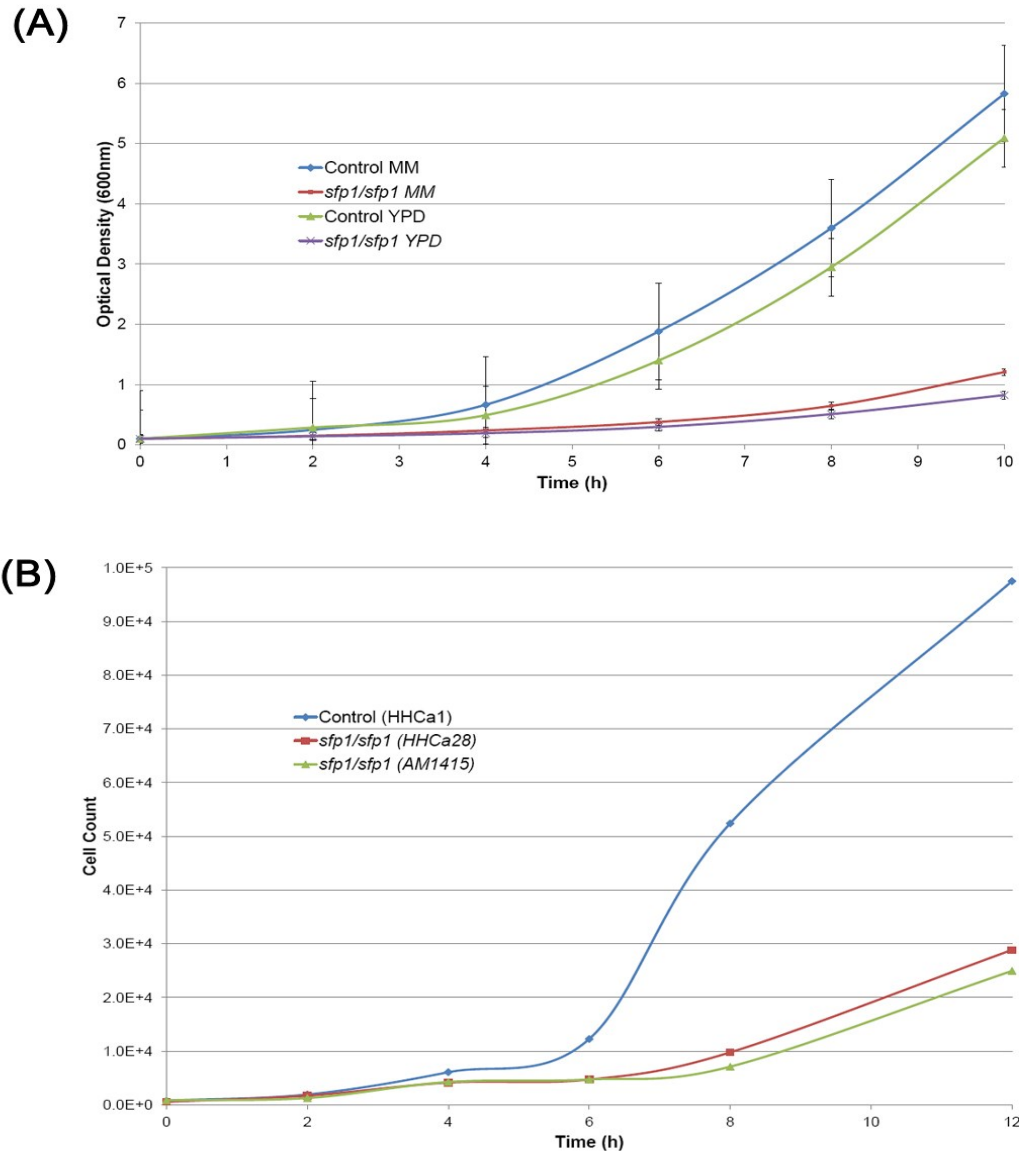 (A)
7
6
5
4
3
2
1
0
Optical Density (600nm)
Control MM
sfp1/sfp1 MM
Control YPD
sfp1/sfp1 YPD
0 1 2 3 4 5 6 7 8 9 10
Time (h)
(B)
1.0E+5
9.0E+4
8.0E+4
7.0E+4
6.0E+4
5.0E+4
4.0E+4
3.0E+4
2.0E+4
1.0E+4
0.0E+0
Cell Count
Control (HHCa1)
sfp1/sfp1 (HHCa28)
sfp1/sfp1 (AM1415)
0 2 4 6 8 10 12
Time (h)